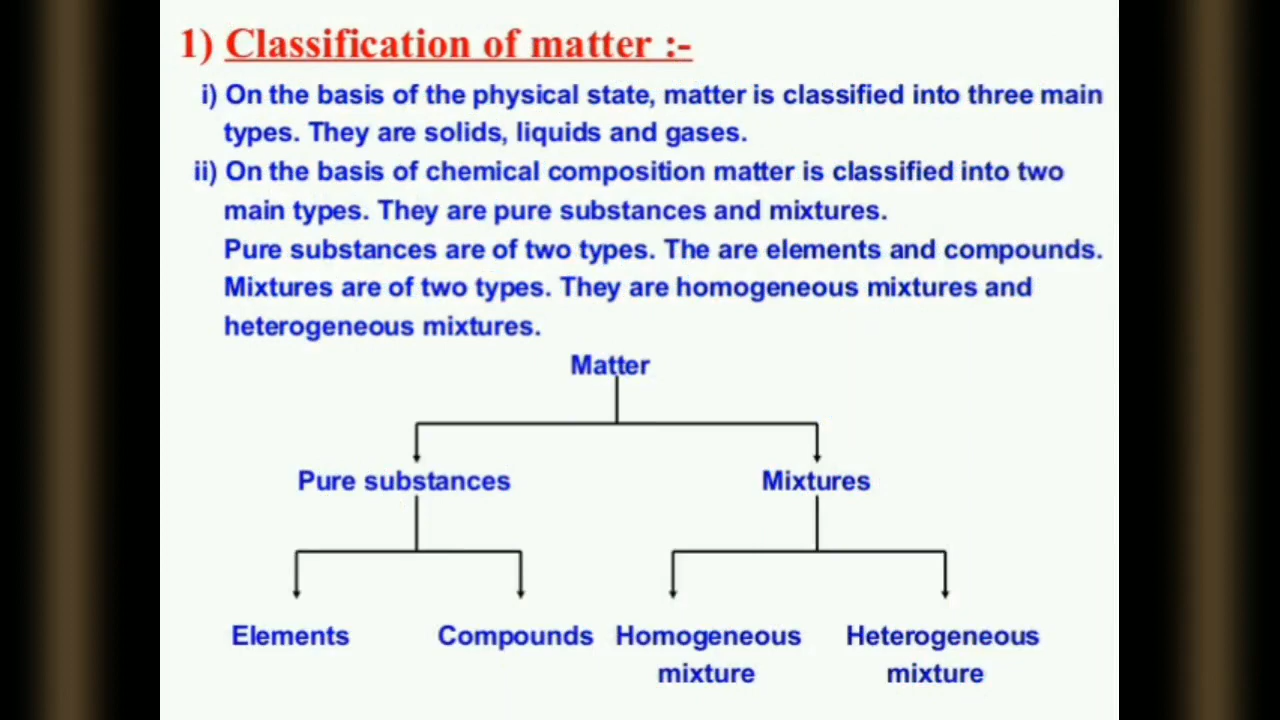 1) Classification of matter :-
i) On the basis of the physical state, matter is classified into three main
types. They are solids, liquids and gases.
ii) On the basis of chemical composition matter is classified into two
main types. They are pure substances and mixtures.
Pure substances are of two types. The are elements and compounds.
Mixtures are of two types. They are homogeneous mixtures and
heterogeneous mixtures.
Matter
Pure substances Mixtures
Elements Compounds Homogeneous Heterogeneous
mixture mixture